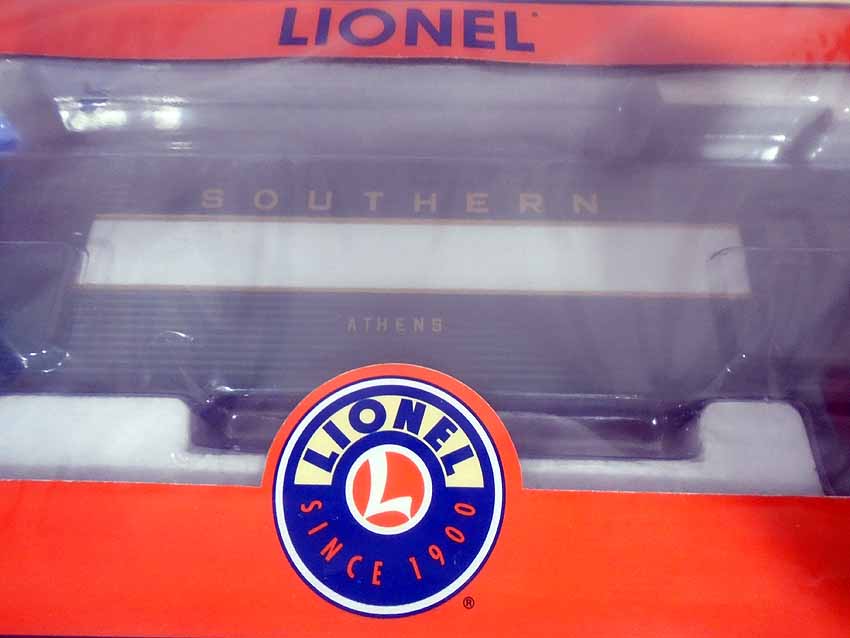 LIONEL
SOUTHERN
ATHENS
LIONEL
L
SINCE 1900
®